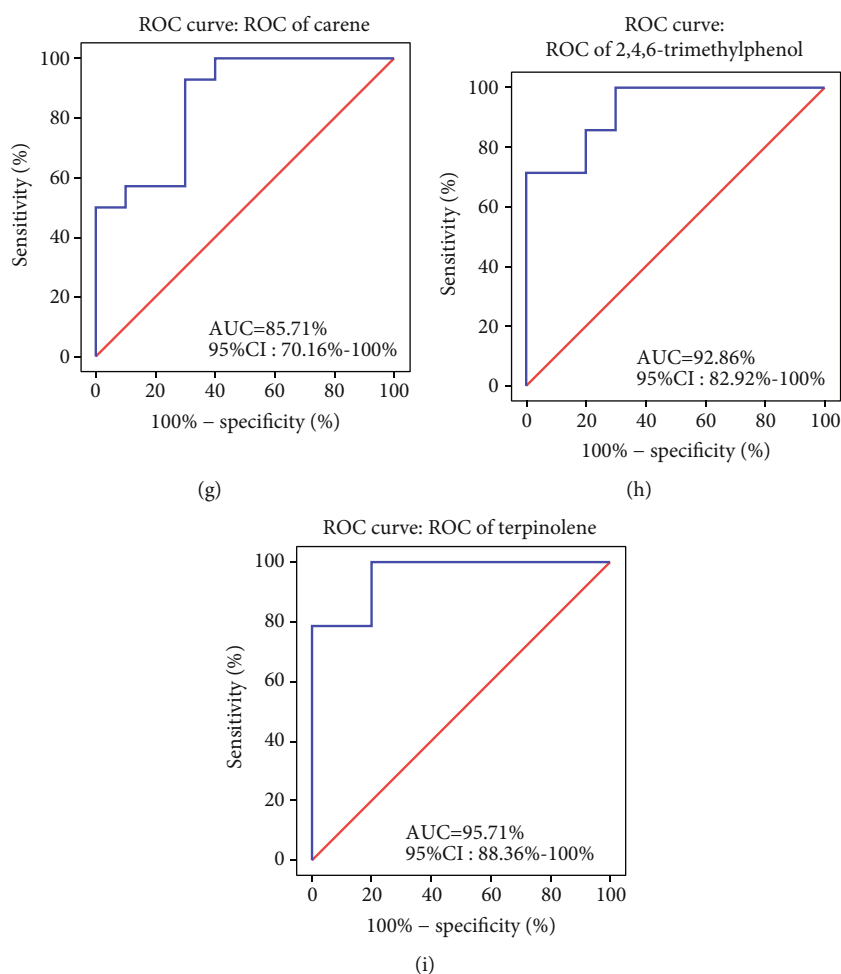 ROC curve: ROC of carene
100
80
60
40
20
0
Sensitivity (%)
AUC=85.71%
95%CI : 70.16%-100%
0 20 40 60 80 100
100% − specificity (%)
(g)
ROC curve:
ROC of 2,4,6-trimethylphenol
100
80
60
40
20
0
Sensitivity (%)
AUC=92.86%
95%CI : 82.92%-100%
0 20 40 60 80 100
100% − specificity (%)
(h)
ROC curve: ROC of terpinolene
100
80
60
40
20
0
Sensitivity (%)
AUC=95.71%
95%CI : 88.36%-100%
0 20 40 60 80 100
100% − specificity (%)
(i)